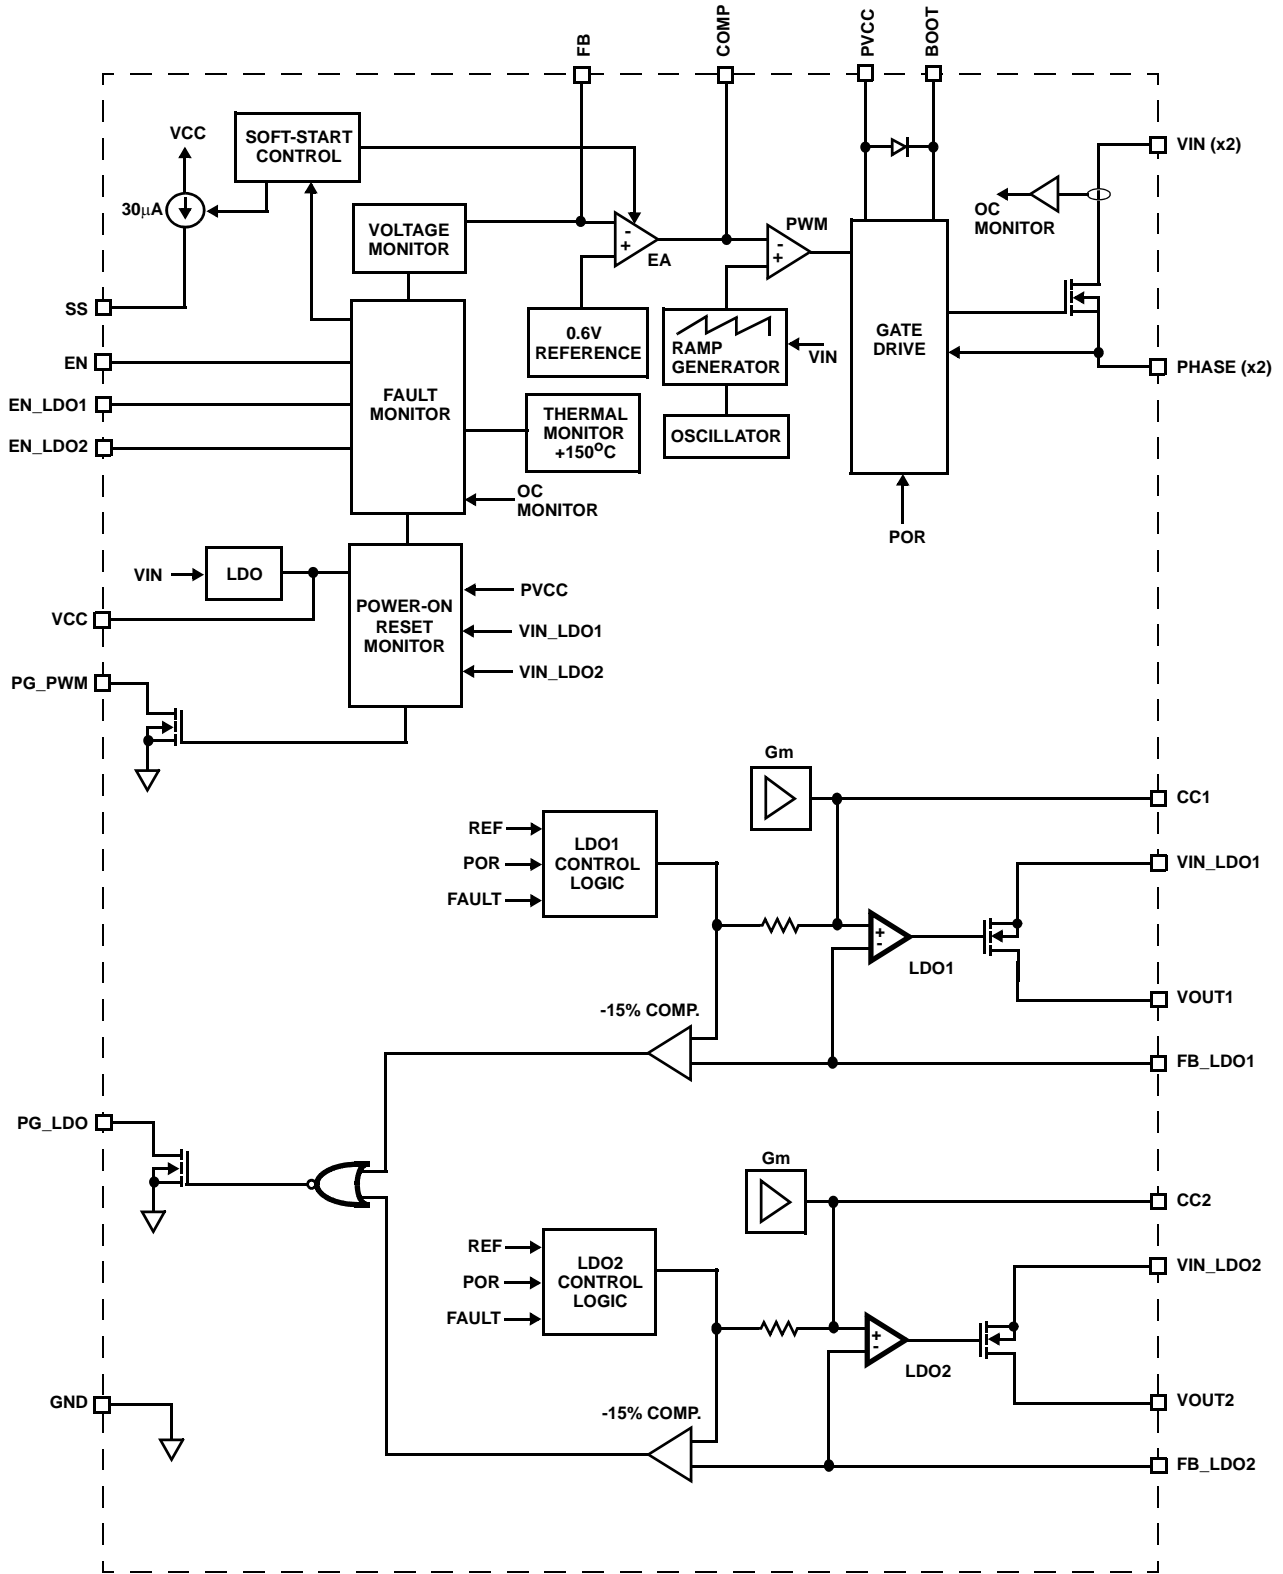 FB
COMP
PVCC
BOOT
VCC
SOFT-START
CONTROL
30μA
VOLTAGE
MONITOR
-
+
EA
PWM
-
+
VIN (x2)
OC
MONITOR
SS
0.6V
REFERENCE
RAMP
GENERATOR
VIN
GATE
DRIVE
PHASE (x2)
EN
EN_LDO1
EN_LDO2
FAULT
MONITOR
THERMAL
MONITOR
+150°C
OSCILLATOR
OC
MONITOR
POR
VIN
LDO
VCC
POWER-ON
RESET
MONITOR
PVCC
VIN_LDO1
VIN_LDO2
PG_PWM
Gm
CC1
REF
POR
FAULT
LDO1
CONTROL
LOGIC
VIN_LDO1
+
-
LDO1
VOUT1
-15% COMP.
FB_LDO1
PG_LDO
Gm
CC2
REF
POR
FAULT
LDO2
CONTROL
LOGIC
VIN_LDO2
+
-
LDO2
VOUT2
GND
-15% COMP.
FB_LDO2